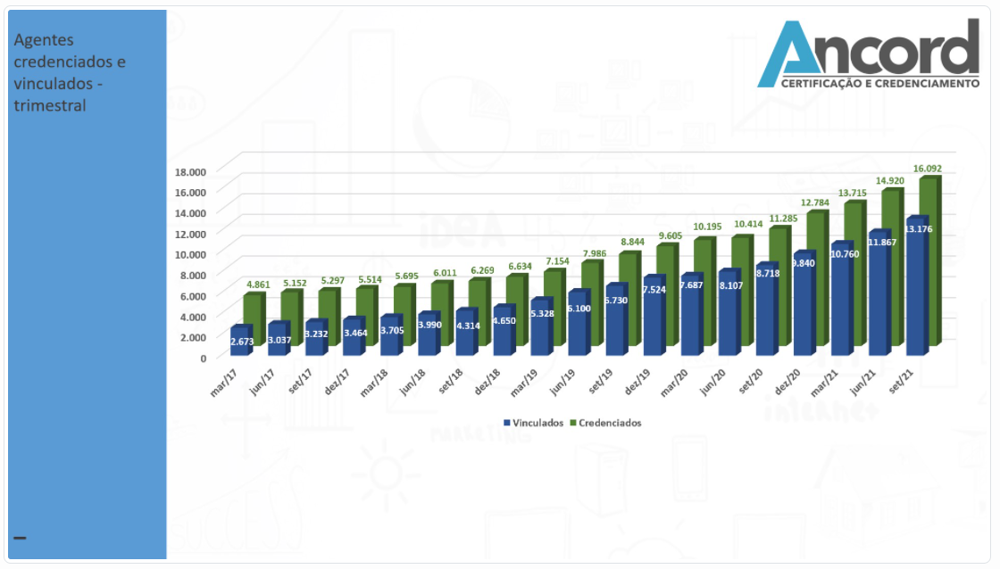 Agentes
credenciados e
vinculados -
trimestral
Ancord
CERTIFICAÇÃO E CREDENCIAMENTO
18.000
16.000
14.000
12.000
10.000
8.000
6.000
4.000
2.000
0
4.861
5.152
5.297
5.514
5.695
6.011
6.269
6.634
7.154
7.986
8.844
9.605
10.195
10.414
11.285
12.784
13.715
14.920
16.092
2.673
3.037
3.232
3.464
3.705
3.990
4.314
4.650
5.328
6.100
6.730
7.524
7.687
8.107
8.718
9.840
10.760
11.867
13.176
mar/17
jun/17
set/17
dez/17
mar/18
jun/18
set/18
dez/18
mar/19
jun/19
set/19
dez/19
mar/20
jun/20
set/20
dez/20
mar/21
jun/21
set/21
Vinculados Credenciados
IDEA
MARKETING
internet